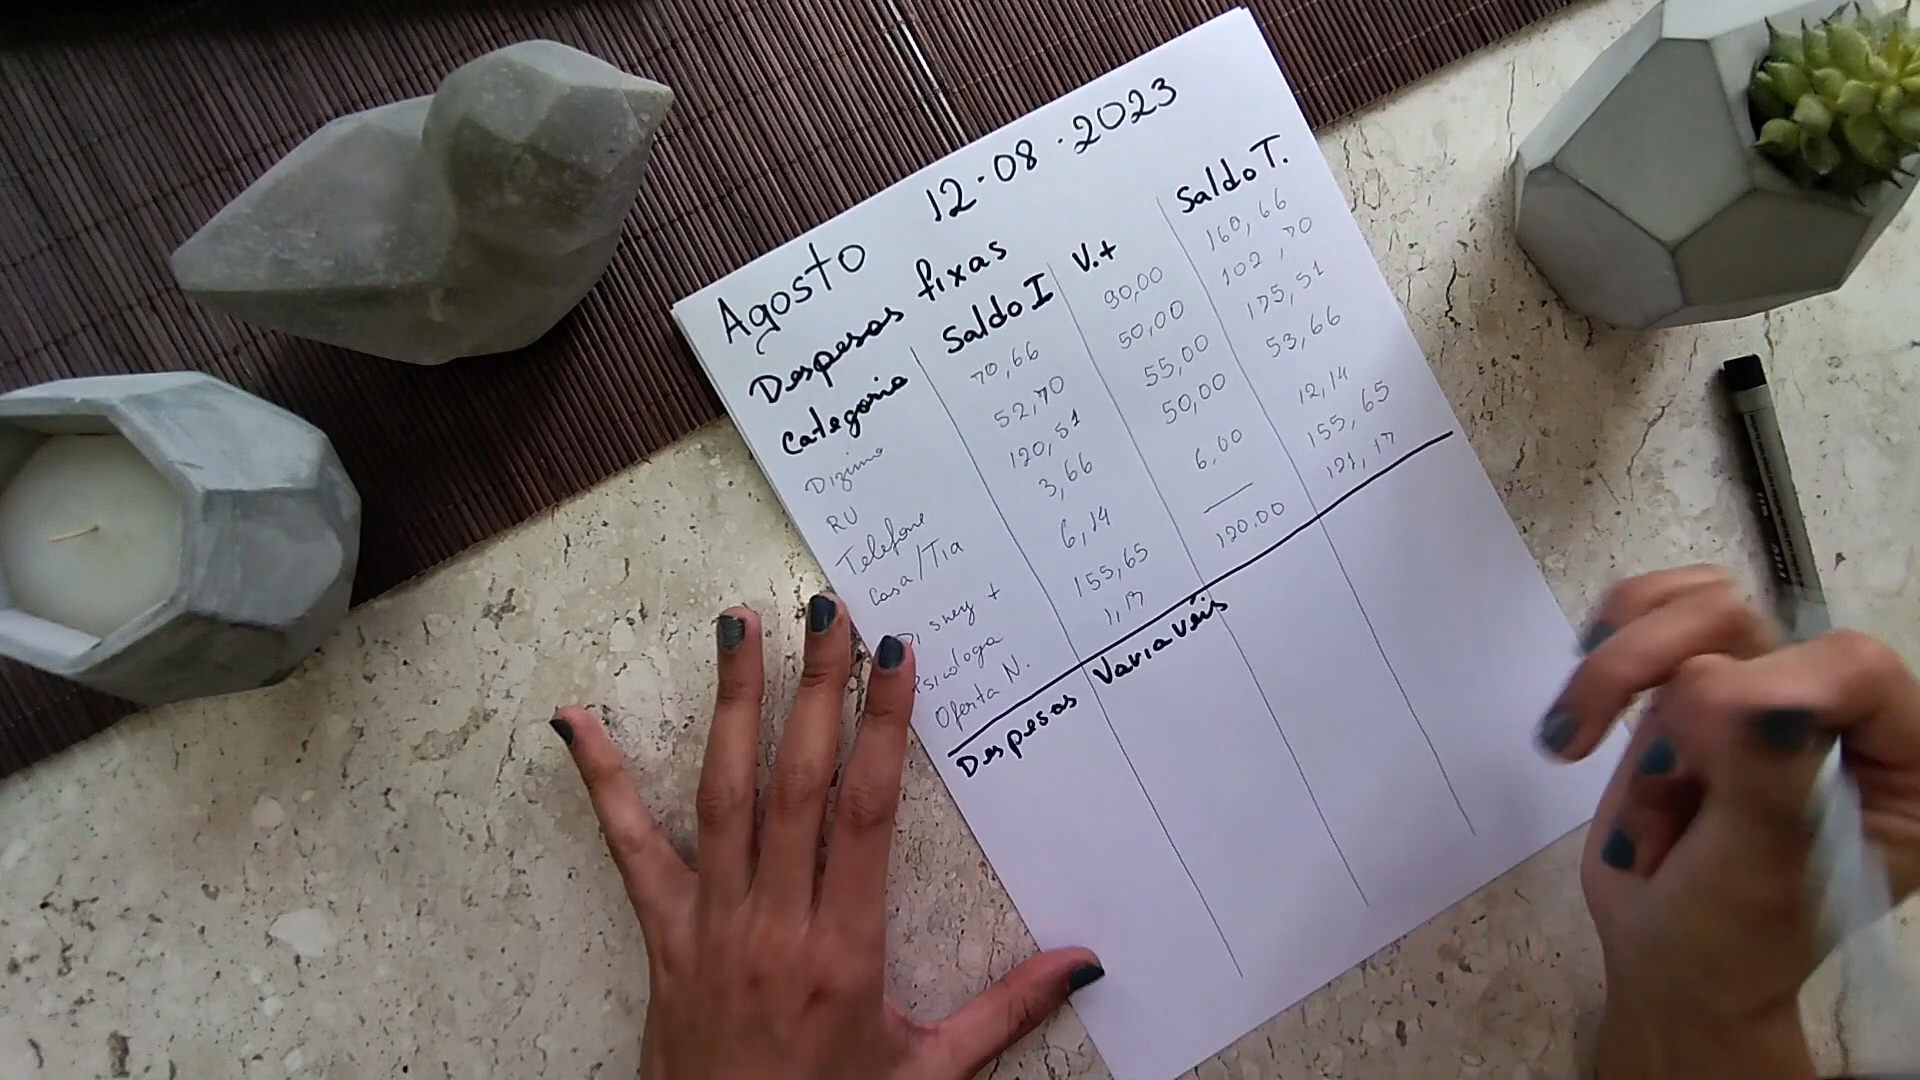 Agosto 12.08.2023
Despesas fixas
Categoria Saldo I V.+ Saldo T.
Dizimo 70,66 90,00 160,66
RU 52,70 50,00 102,70
Telefone 120,51 55,00 175,51
Casa/Tia 3,66 50,00 53,66
Disney + 6,14 6,00 12,14
Psicologa 155,65 — 155,65
Oferta N. 1,17 120,00 121,17
Despesas Variavéis